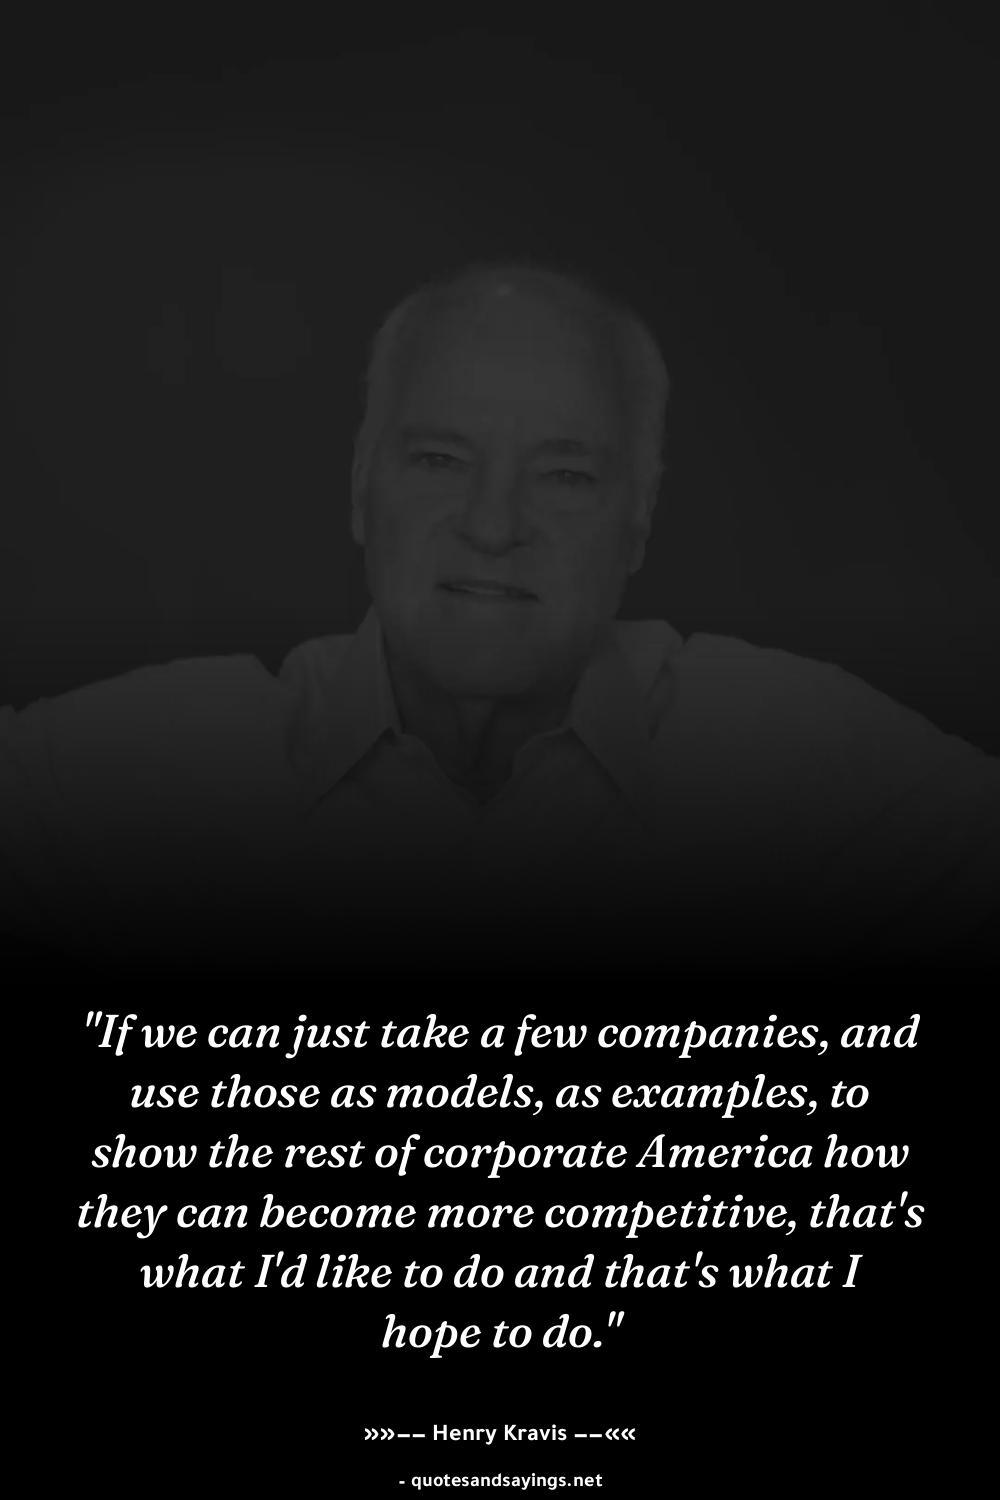 "If we can just take a few companies, and
use those as models, as examples, to
show the rest of corporate America how
they can become more competitive, that's
what I'd like to do and that's what I
hope to do."
»»−− Henry Kravis −−««
- quotesandsayings.net